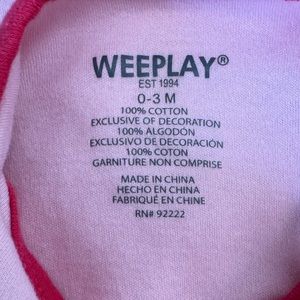 WEEPLAY®
EST 1994
0-3 M
100% COTTON
EXCLUSIVE OF DECORATION
100% ALGODÓN
EXCLUSIVO DE DECORACIÓN
100% COTON
GARNITURE NON COMPRISE
MADE IN CHINA
HECHO EN CHINA
FABRIQUÉ EN CHINE
RN# 92222